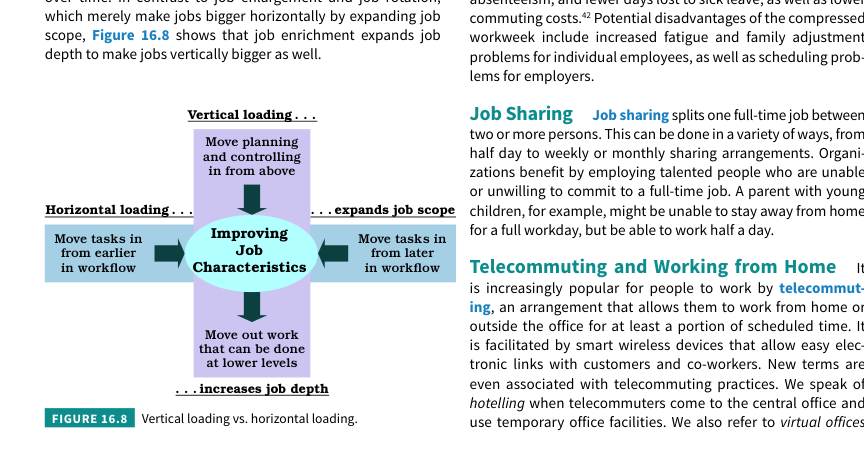 which merely make jobs bigger horizontally by expanding job
scope, Figure 16.8 shows that job enrichment expands job
depth to make jobs vertically bigger as well.
Vertical loading . . .
Move planning
and controlling
in from above
Horizontal loading . . .
. . . expands job scope
Move tasks in
from earlier
in workflow
Improving
Job
Characteristics
Move tasks in
from later
in workflow
Move out work
that can be done
at lower levels
. . . increases job depth
FIGURE 16.8 Vertical loading vs. horizontal loading.
absenteeism, and fewer days lost to sick leave, as well as lower
commuting costs.42 Potential disadvantages of the compressed
workweek include increased fatigue and family adjustment
problems for individual employees, as well as scheduling prob-
lems for employers.
Job Sharing Job sharing splits one full-time job between
two or more persons. This can be done in a variety of ways, from
half day to weekly or monthly sharing arrangements. Organi-
zations benefit by employing talented people who are unable
or unwilling to commit to a full-time job. A parent with young
children, for example, might be unable to stay away from home
for a full workday, but be able to work half a day.
Telecommuting and Working from Home It
is increasingly popular for people to work by telecommut-
ing, an arrangement that allows them to work from home or
outside the office for at least a portion of scheduled time. It
is facilitated by smart wireless devices that allow easy elec-
tronic links with customers and co-workers. New terms are
even associated with telecommuting practices. We speak of
hotelling when telecommuters come to the central office and
use temporary office facilities. We also refer to virtual offices